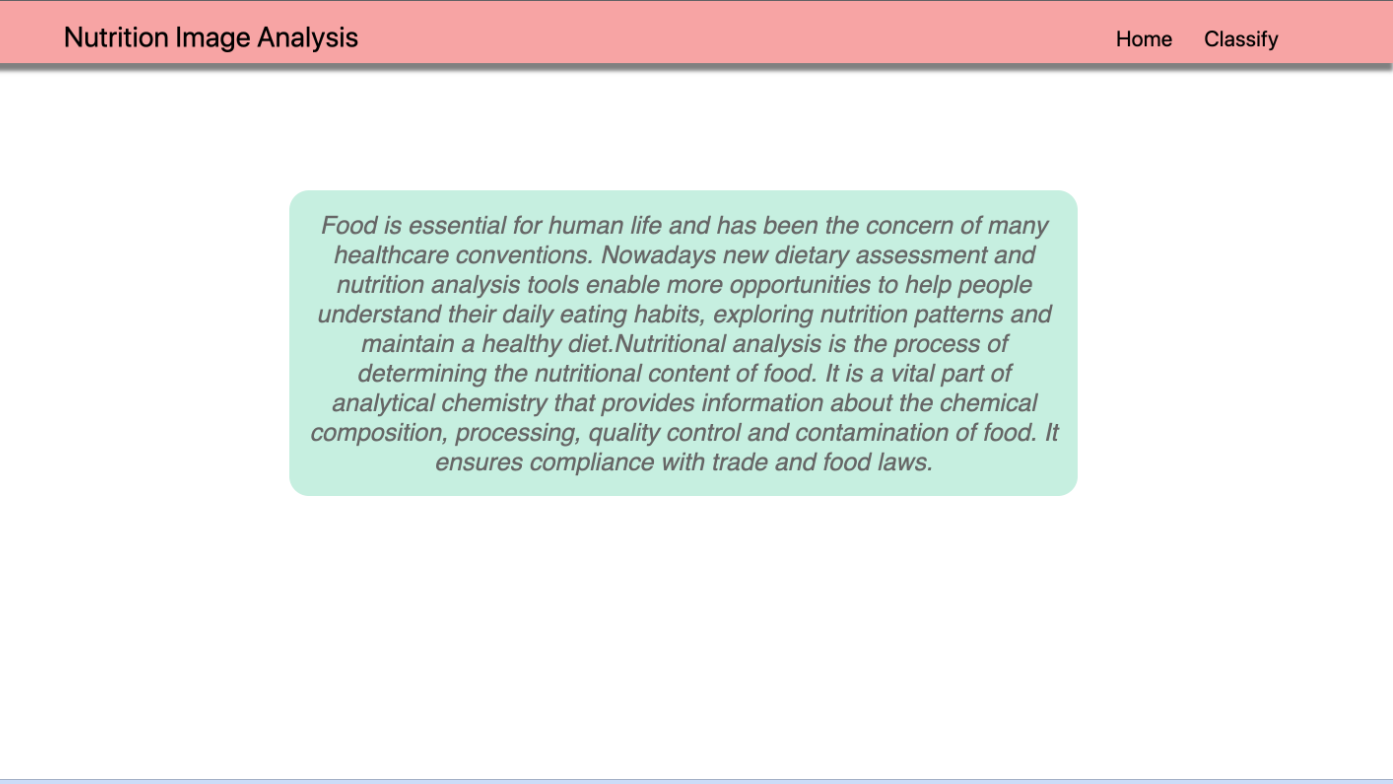 Nutrition Image Analysis
Home
Classify
Food is essential for human life and has been the concern of many
healthcare conventions. Nowadays new dietary assessment and
nutrition analysis tools enable more opportunities to help people
understand their daily eating habits, exploring nutrition patterns and
maintain a healthy diet.Nutritional analysis is the process of
determining the nutritional content of food. It is a vital part of
analytical chemistry that provides information about the chemical
composition, processing, quality control and contamination of food. It
ensures compliance with trade and food laws.